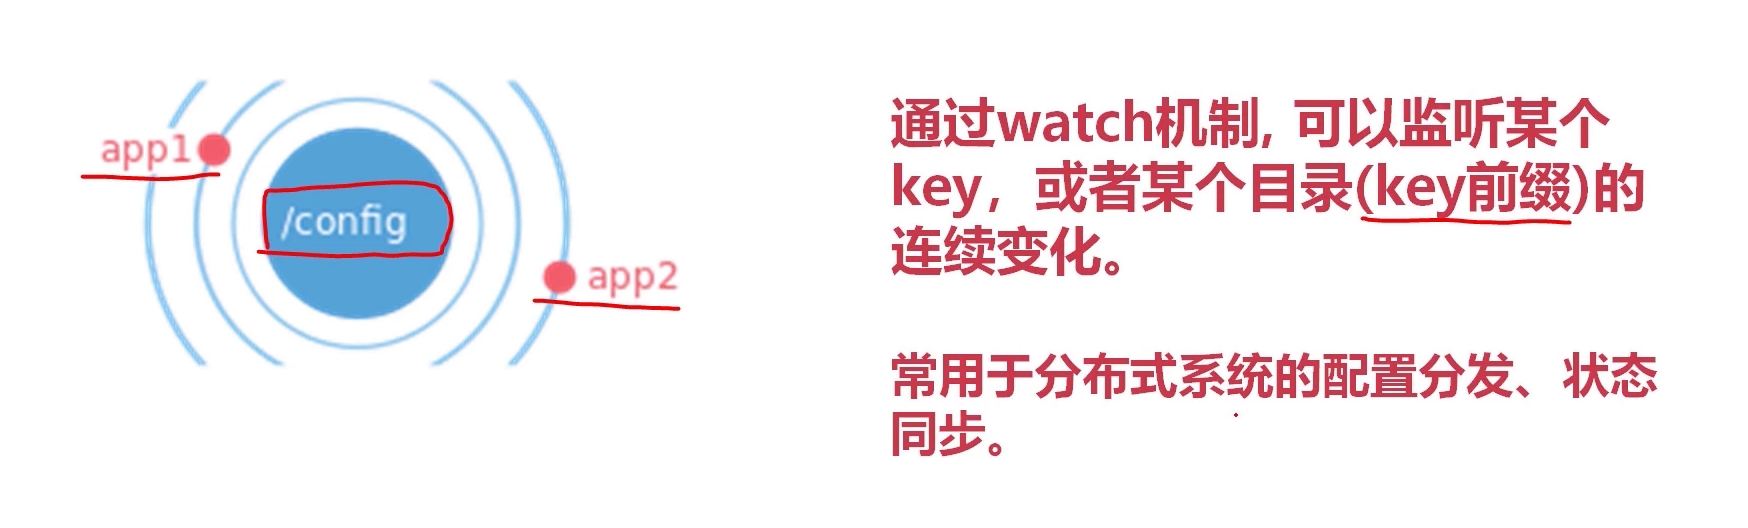 app1
/config
app2
通过watch机制, 可以监听某个
key，或者某个目录(key前缀)的
连续变化。
常用于分布式系统的配置分发、状态
同步。